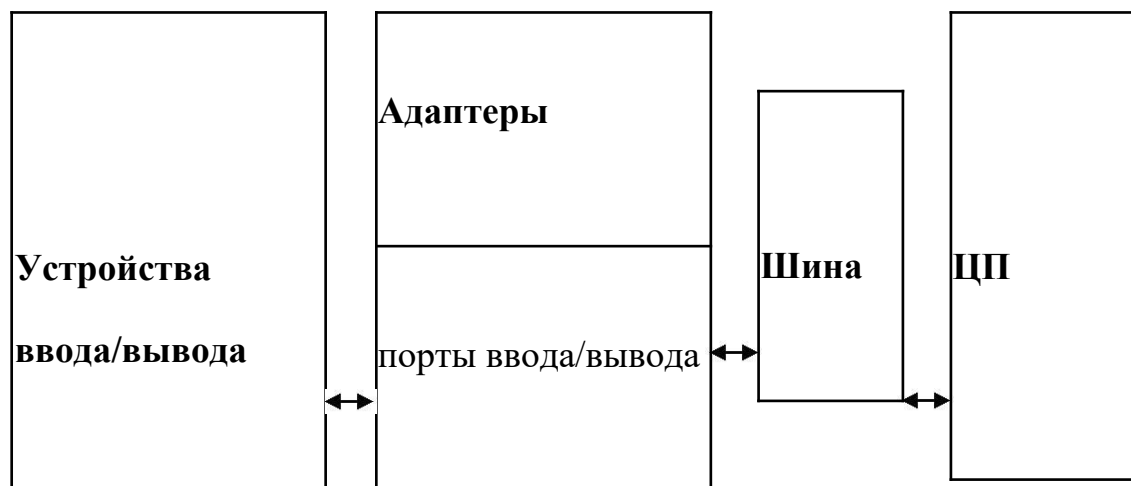 Адаптеры
Устройства
ввода/вывода
порты ввода/вывода
Шина
ЦП